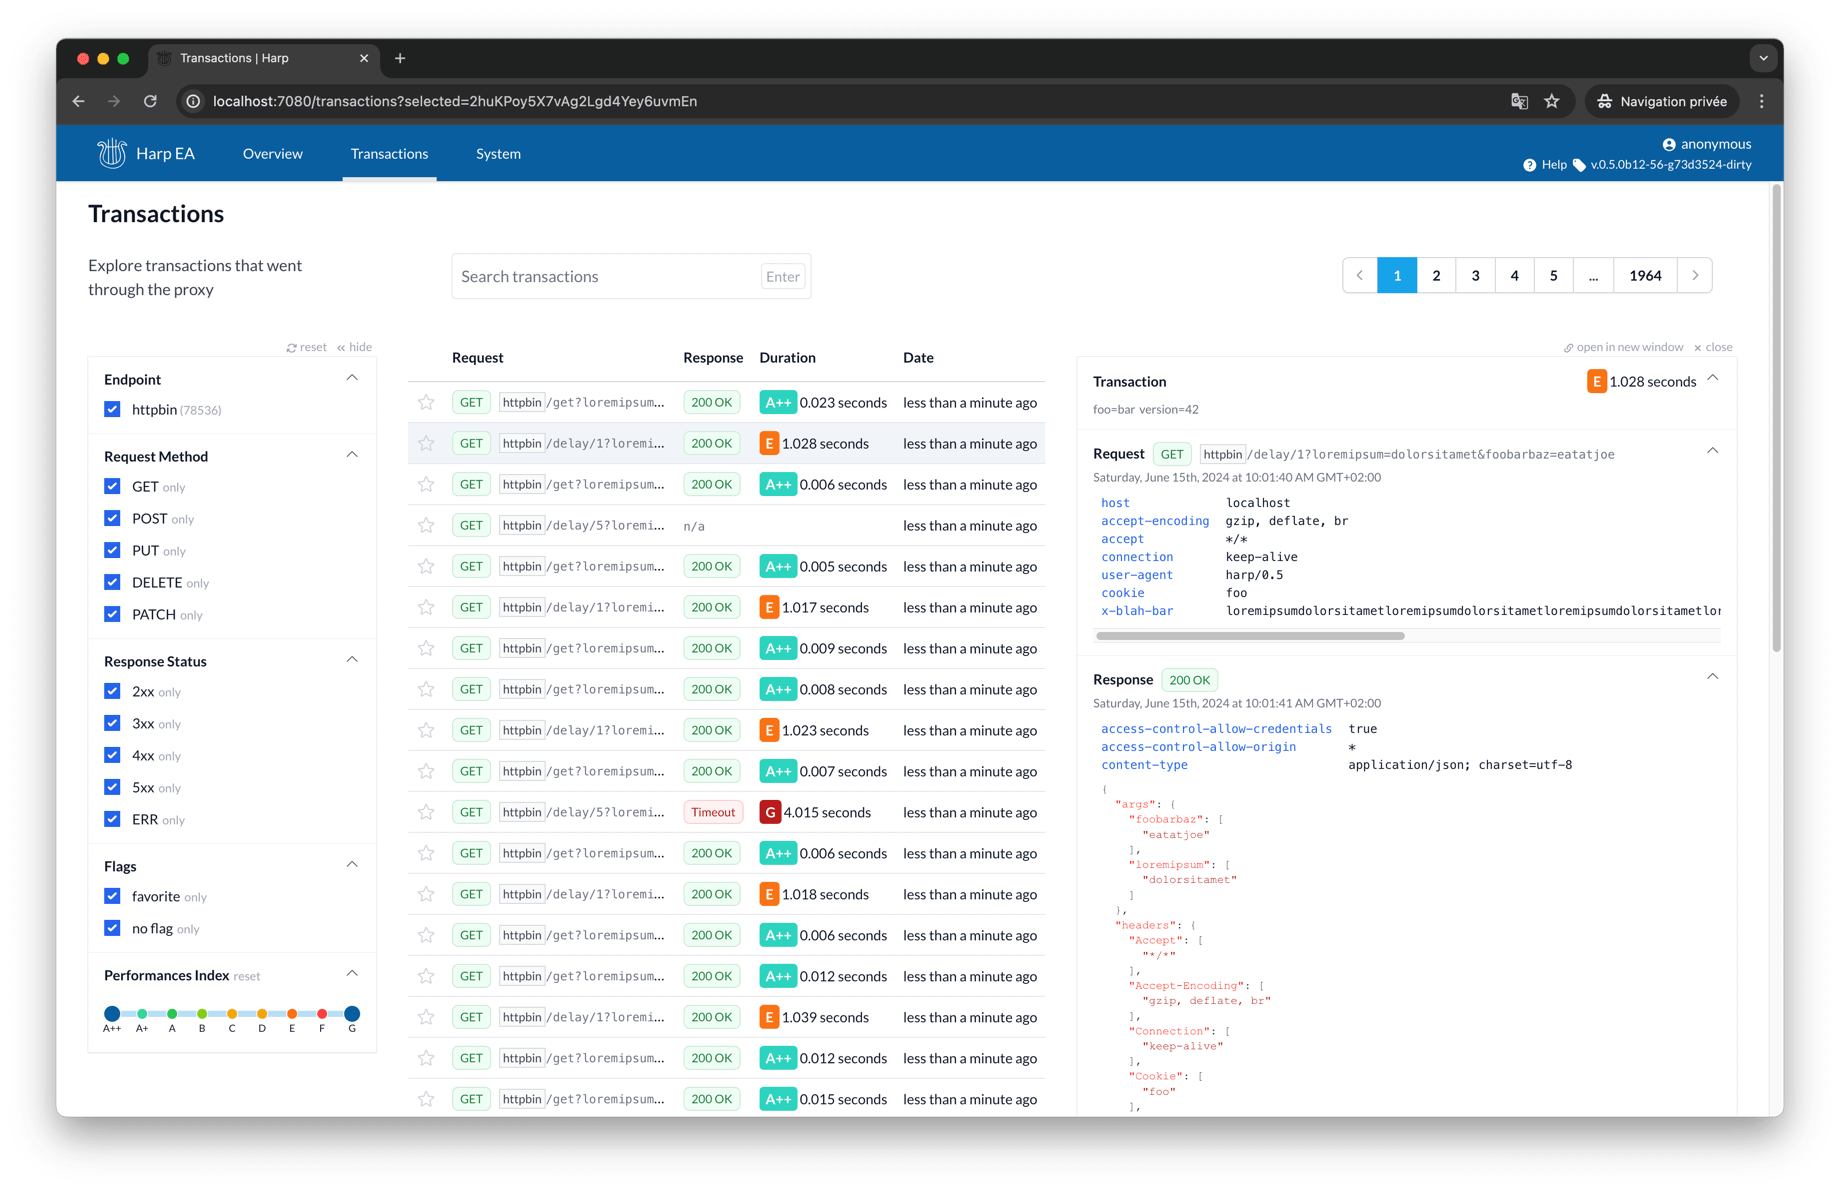 Transactions | Harp
localhost:7080/transactions?selected=2huKPoy5X7vAg2Lgd4Yey6uvmEn
Navigation privée
Harp EA
Overview
Transactions
System
anonymous
Help
v.0.5.0b12-56-g73d3524-dirty
Transactions
Explore transactions that went
through the proxy
Search transactions
Enter
1 2 3 4 5 ... 1964
reset « hide
Endpoint
httpbin (78536)
Request Method
GET only
POST only
PUT only
DELETE only
PATCH only
Response Status
2xx only
3xx only
4xx only
5xx only
ERR only
Flags
favorite only
no flag only
Performances Index reset
A++ A+ A B C D E F G
Request Response Duration Date
GET httpbin /get?loremipsum... 200 OK A++ 0.023 seconds less than a minute ago
GET httpbin /delay/1?loremi... 200 OK E 1.028 seconds less than a minute ago
GET httpbin /get?loremipsum... 200 OK A++ 0.006 seconds less than a minute ago
GET httpbin /delay/5?loremi... n/a less than a minute ago
GET httpbin /get?loremipsum... 200 OK A++ 0.005 seconds less than a minute ago
GET httpbin /delay/1?loremi... 200 OK E 1.017 seconds less than a minute ago
GET httpbin /get?loremipsum... 200 OK A++ 0.009 seconds less than a minute ago
GET httpbin /get?loremipsum... 200 OK A++ 0.008 seconds less than a minute ago
GET httpbin /delay/1?loremi... 200 OK E 1.023 seconds less than a minute ago
GET httpbin /get?loremipsum... 200 OK A++ 0.007 seconds less than a minute ago
GET httpbin /delay/5?loremi... Timeout G 4.015 seconds less than a minute ago
GET httpbin /get?loremipsum... 200 OK A++ 0.006 seconds less than a minute ago
GET httpbin /delay/1?loremi... 200 OK E 1.018 seconds less than a minute ago
GET httpbin /get?loremipsum... 200 OK A++ 0.006 seconds less than a minute ago
GET httpbin /get?loremipsum... 200 OK A++ 0.012 seconds less than a minute ago
GET httpbin /delay/1?loremi... 200 OK E 1.039 seconds less than a minute ago
GET httpbin /get?loremipsum... 200 OK A++ 0.012 seconds less than a minute ago
GET httpbin /get?loremipsum... 200 OK A++ 0.015 seconds less than a minute ago
open in new window × close
Transaction E 1.028 seconds
foo=bar version=42
Request GET httpbin /delay/1?loremipsum=dolorsitamet&foobarbaz=eatatjoe
Saturday, June 15th, 2024 at 10:01:40 AM GMT+02:00
host localhost
accept-encoding gzip, deflate, br
accept */*
connection keep-alive
user-agent harp/0.5
cookie foo
x-blah-bar loremipsumdolorsitametloremipsumdolorsitametloremipsumdolorsitametlor
Response 200 OK
Saturday, June 15th, 2024 at 10:01:41 AM GMT+02:00
access-control-allow-credentials true
access-control-allow-origin *
content-type application/json; charset=utf-8
{
"args": {
"foobarbaz": [
"eatatjoe"
],
"loremipsum": [
"dolorsitamet"
]
},
"headers": {
"Accept": [
"*/*"
],
"Accept-Encoding": [
"gzip, deflate, br"
],
"Connection": [
"keep-alive"
],
"Cookie": [
"foo"
],